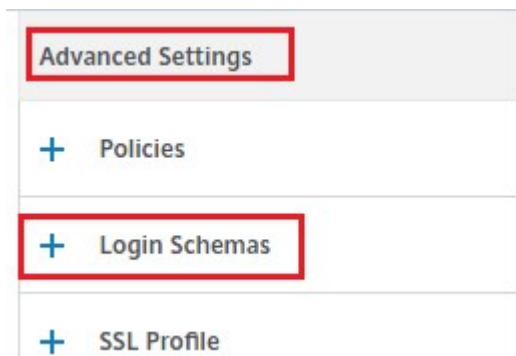 Advanced Settings
+ Policies
+ Login Schemas
+ SSL Profile